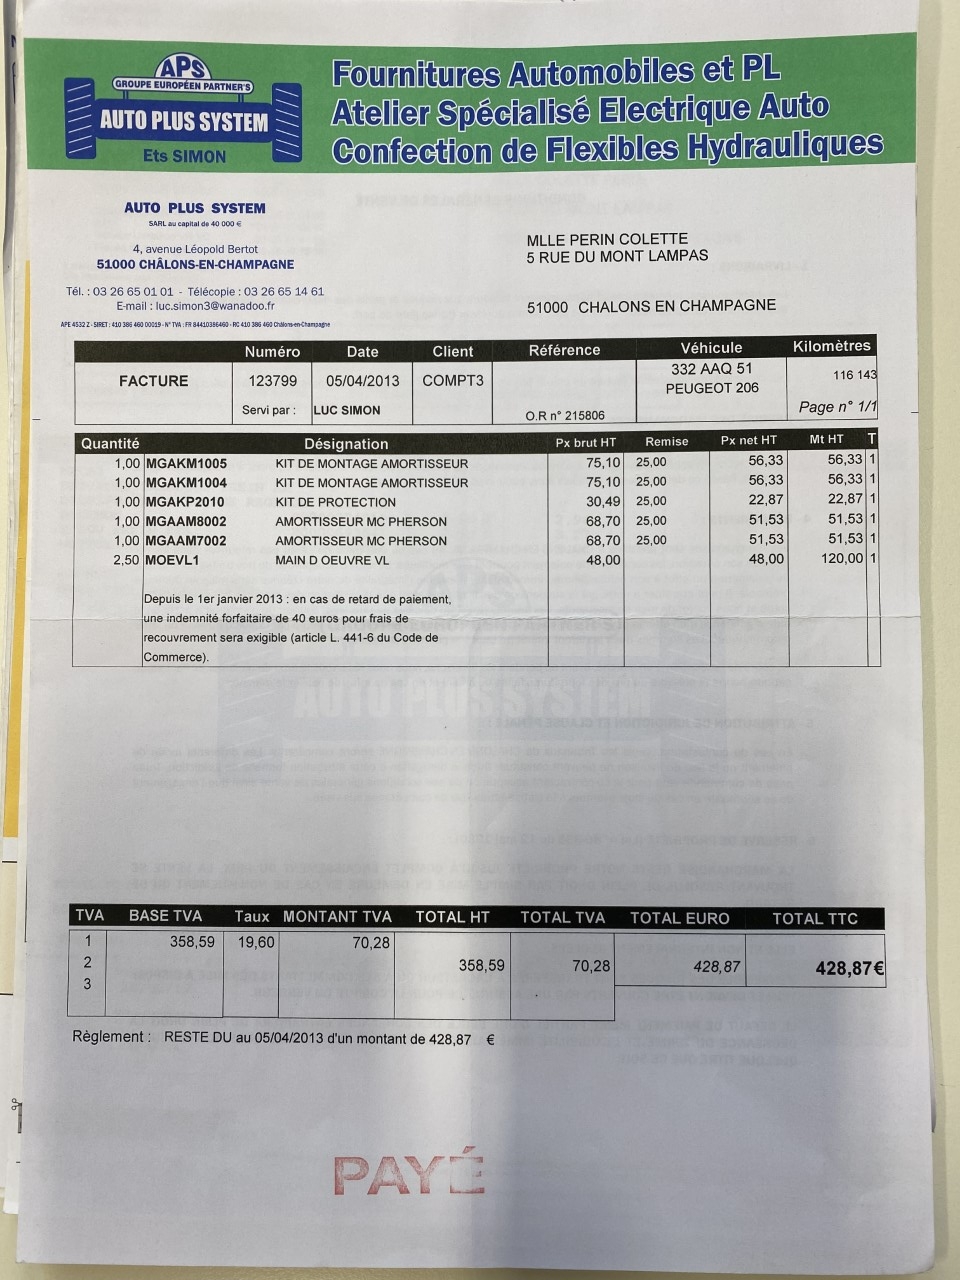 APS
GROUPE EUROPÉEN PARTNER'S
AUTO PLUS SYSTEM
Ets SIMON
Fournitures Automobiles et PL
Atelier Spécialisé Electrique Auto
Confection de Flexibles Hydrauliques
AUTO PLUS SYSTEM
SARL au capital de 40 000 €
4, avenue Léopold Bertot
51000 CHÂLONS-EN-CHAMPAGNE
Tél. : 03 26 65 01 01 - Télécopie : 03 26 65 14 61
E-mail : luc.simon3@wanadoo.fr
APE 4532 Z - SIRET : 410 386 460 00019 - N° TVA : FR 84410386460 - RC 410 386 460 Châlons-en-Champagne
MLLE PERIN COLETTE
5 RUE DU MONT LAMPAS
51000 CHALONS EN CHAMPAGNE
Numéro Date Client Référence Véhicule Kilomètres
FACTURE 123799 05/04/2013 COMPT3 332 AAQ 51 116 143
PEUGEOT 206
Servi par : LUC SIMON O.R n° 215806 Page n° 1/1
Quantité Désignation Px brut HT Remise Px net HT Mt HT T
1,00 MGAKM1005 KIT DE MONTAGE AMORTISSEUR 75,10 25,00 56,33 56,33 1
1,00 MGAKM1004 KIT DE MONTAGE AMORTISSEUR 75,10 25,00 56,33 56,33 1
1,00 MGAKP2010 KIT DE PROTECTION 30,49 25,00 22,87 22,87 1
1,00 MGAAM8002 AMORTISSEUR MC PHERSON 68,70 25,00 51,53 51,53 1
1,00 MGAAM7002 AMORTISSEUR MC PHERSON 68,70 25,00 51,53 51,53 1
2,50 MOEVL1 MAIN D OEUVRE VL 48,00 48,00 120,00 1
Depuis le 1er janvier 2013 : en cas de retard de paiement,
une indemnité forfaitaire de 40 euros pour frais de
recouvrement sera exigible (article L. 441-6 du Code de
Commerce).
TVA BASE TVA Taux MONTANT TVA TOTAL HT TOTAL TVA TOTAL EURO TOTAL TTC
1 358,59 19,60 70,28
2 358,59 70,28 428,87 428,87€
3
Règlement : RESTE DU au 05/04/2013 d'un montant de 428,87 €
PAYÉ